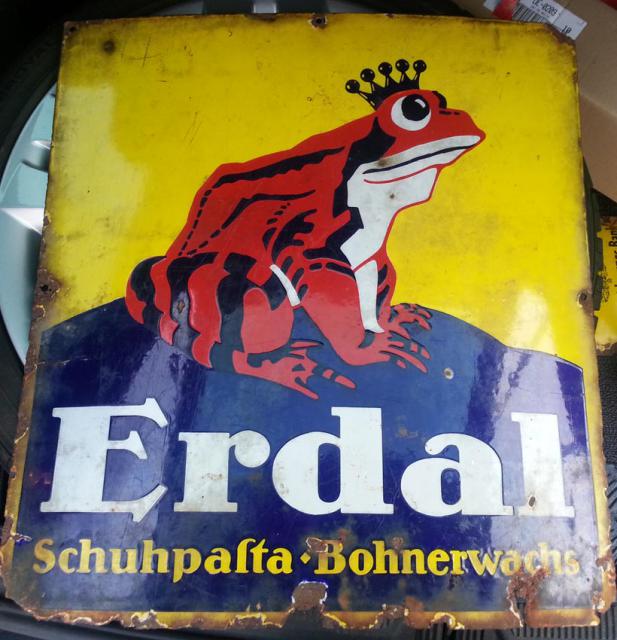 Erdal
Schuhpaſta · Bohnerwachs